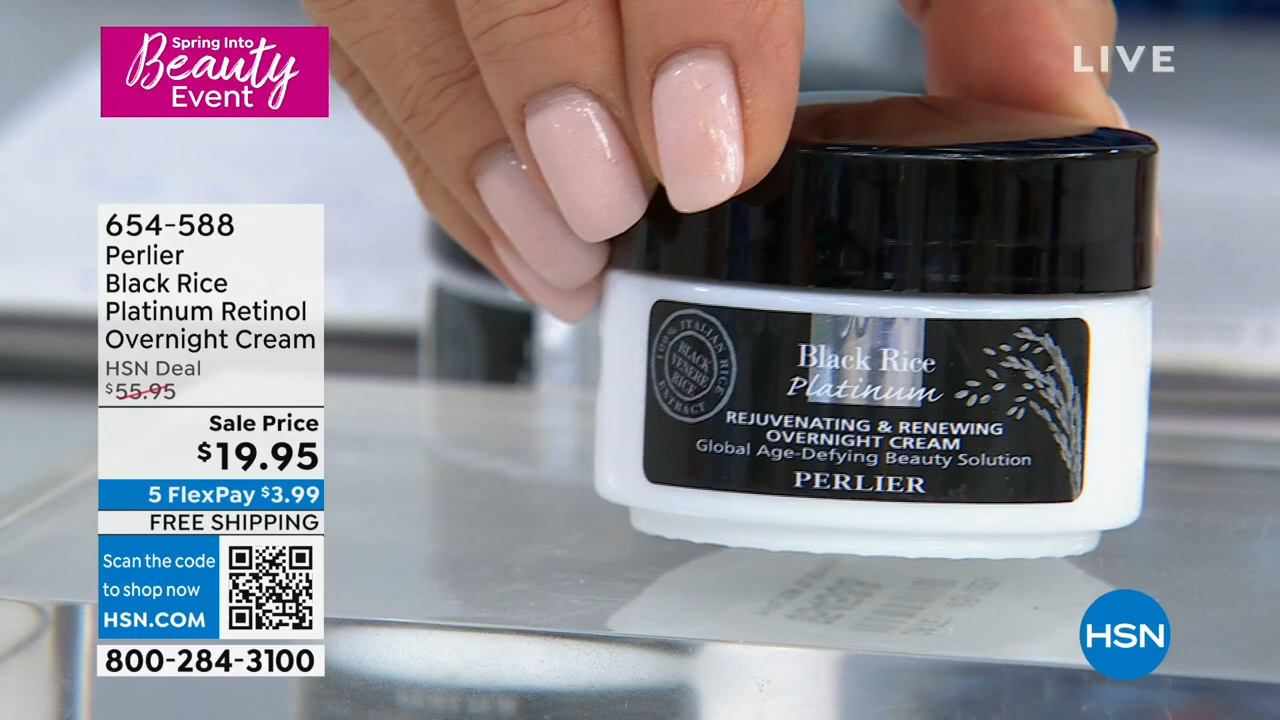 Spring Into
Beauty
Event
LIVE
654-588
Perlier
Black Rice
Platinum Retinol
Overnight Cream
HSN Deal
$55.95
Sale Price
$19.95
5 FlexPay $3.99
FREE SHIPPING
Scan the code
to shop now
HSN.COM
800-284-3100
100% ITALIAN RICE
BLACK
VENERE
RICE
EXTRACT
Black Rice
Platinum
REJUVENATING & RENEWING
OVERNIGHT CREAM
Global Age-Defying Beauty Solution
PERLIER
HSN